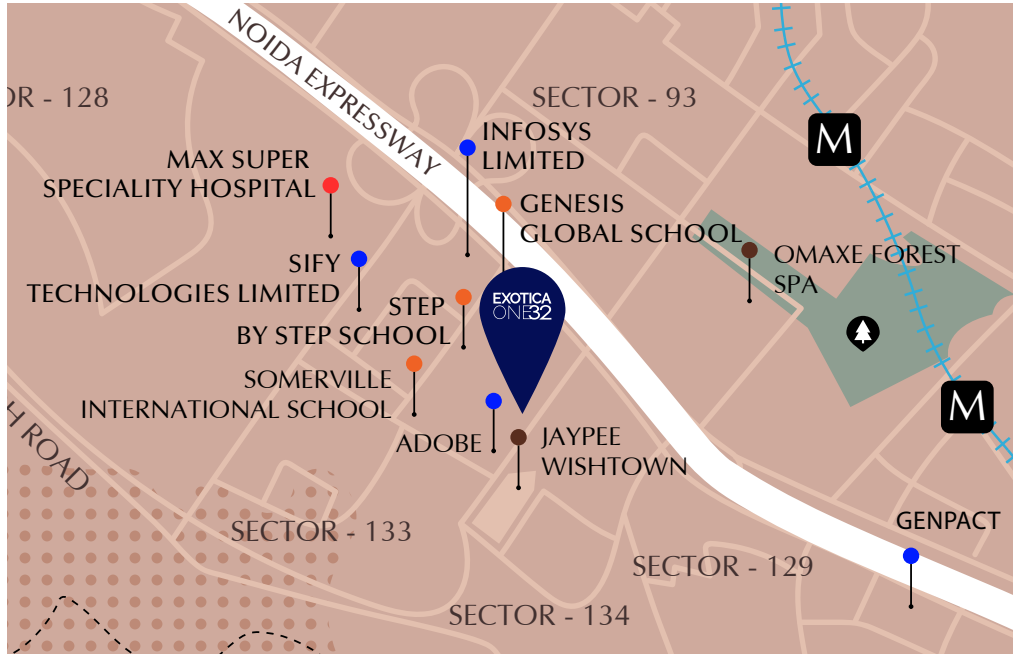 NOIDA EXPRESSWAY
OR - 128
SECTOR - 93
M
INFOSYS
LIMITED
MAX SUPER
SPECIALITY HOSPITAL
GENESIS
GLOBAL SCHOOL
OMAXE FOREST
SPA
SIFY
TECHNOLOGIES LIMITED
EXOTICA
ONE32
STEP
BY STEP SCHOOL
SOMERVILLE
INTERNATIONAL SCHOOL
M
ADOBE
JAYPEE
WISHTOWN
H ROAD
SECTOR - 133
GENPACT
SECTOR - 129
SECTOR - 134